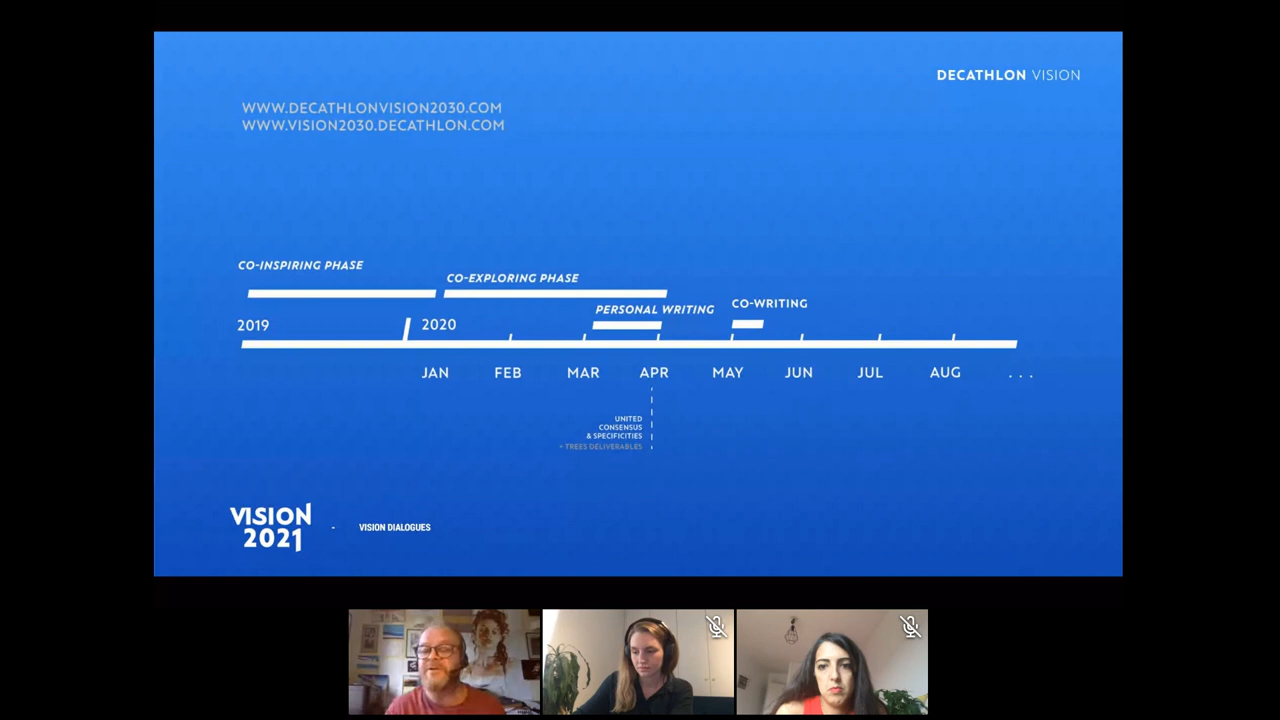 DECATHLON VISION
WWW.DECATHLONVISION2030.COM
WWW.VISION2030.DECATHLON.COM
CO-INSPIRING PHASE
CO-EXPLORING PHASE
PERSONAL WRITING
CO-WRITING
2019
2020
JAN FEB MAR APR MAY JUN JUL AUG ...
UNITED
CONSENSUS
& SPECIFICITIES
+ TREES DELIVERABLES
VISION
2021
- VISION DIALOGUES